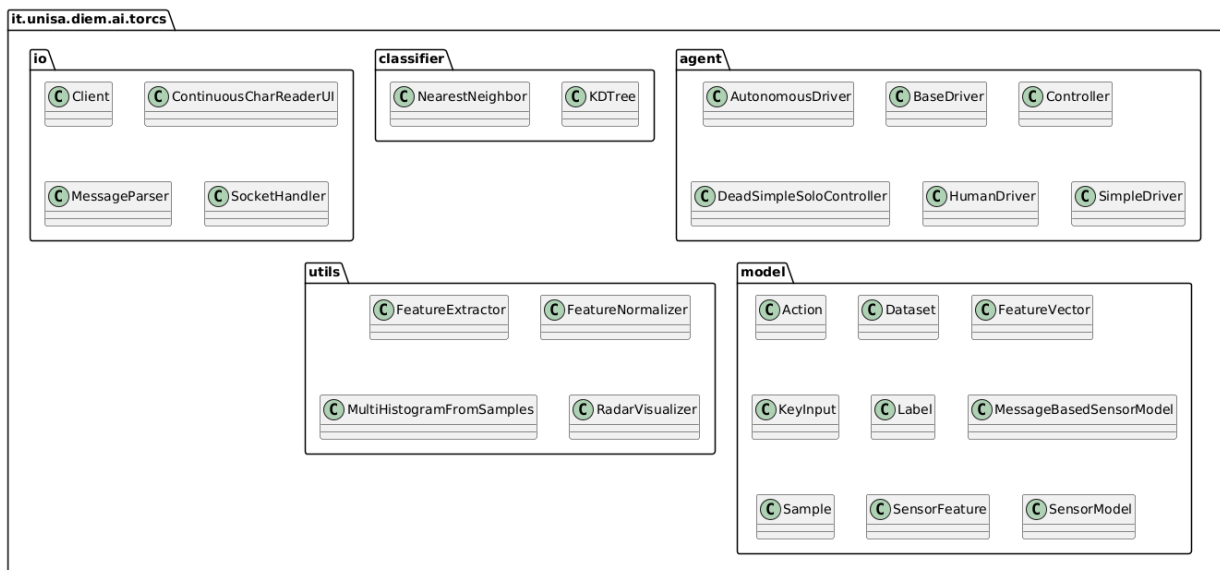 it.unisa.diem.ai.torcs
io
C Client
C ContinuousCharReaderUI
C MessageParser
C SocketHandler
classifier
C NearestNeighbor
C KDTree
agent
C AutonomousDriver
C BaseDriver
C Controller
C DeadSimpleSoloController
C HumanDriver
C SimpleDriver
utils
C FeatureExtractor
C FeatureNormalizer
C MultiHistogramFromSamples
C RadarVisualizer
model
C Action
C Dataset
C FeatureVector
C KeyInput
C Label
C MessageBasedSensorModel
C Sample
C SensorFeature
C SensorModel